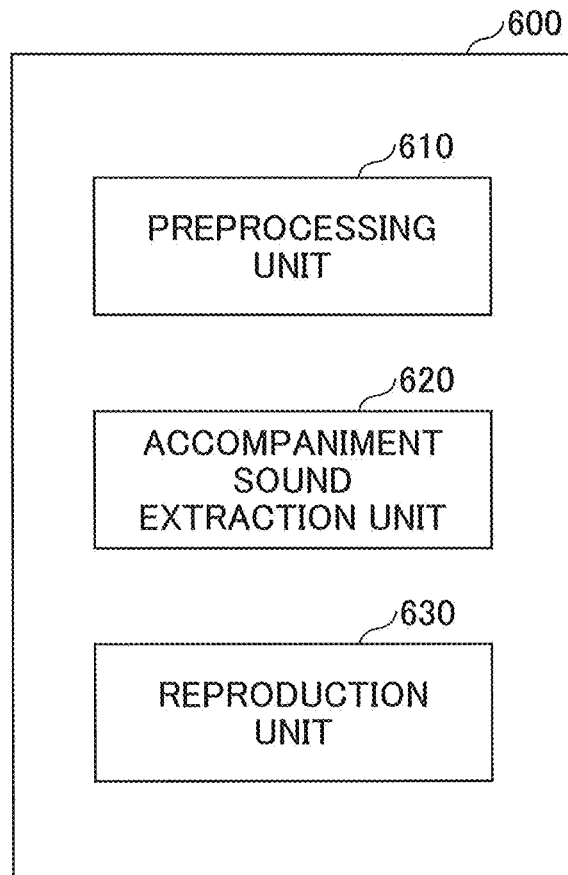 600
610
PREPROCESSING
UNIT
620
ACCOMPANIMENT
SOUND
EXTRACTION UNIT
630
REPRODUCTION
UNIT